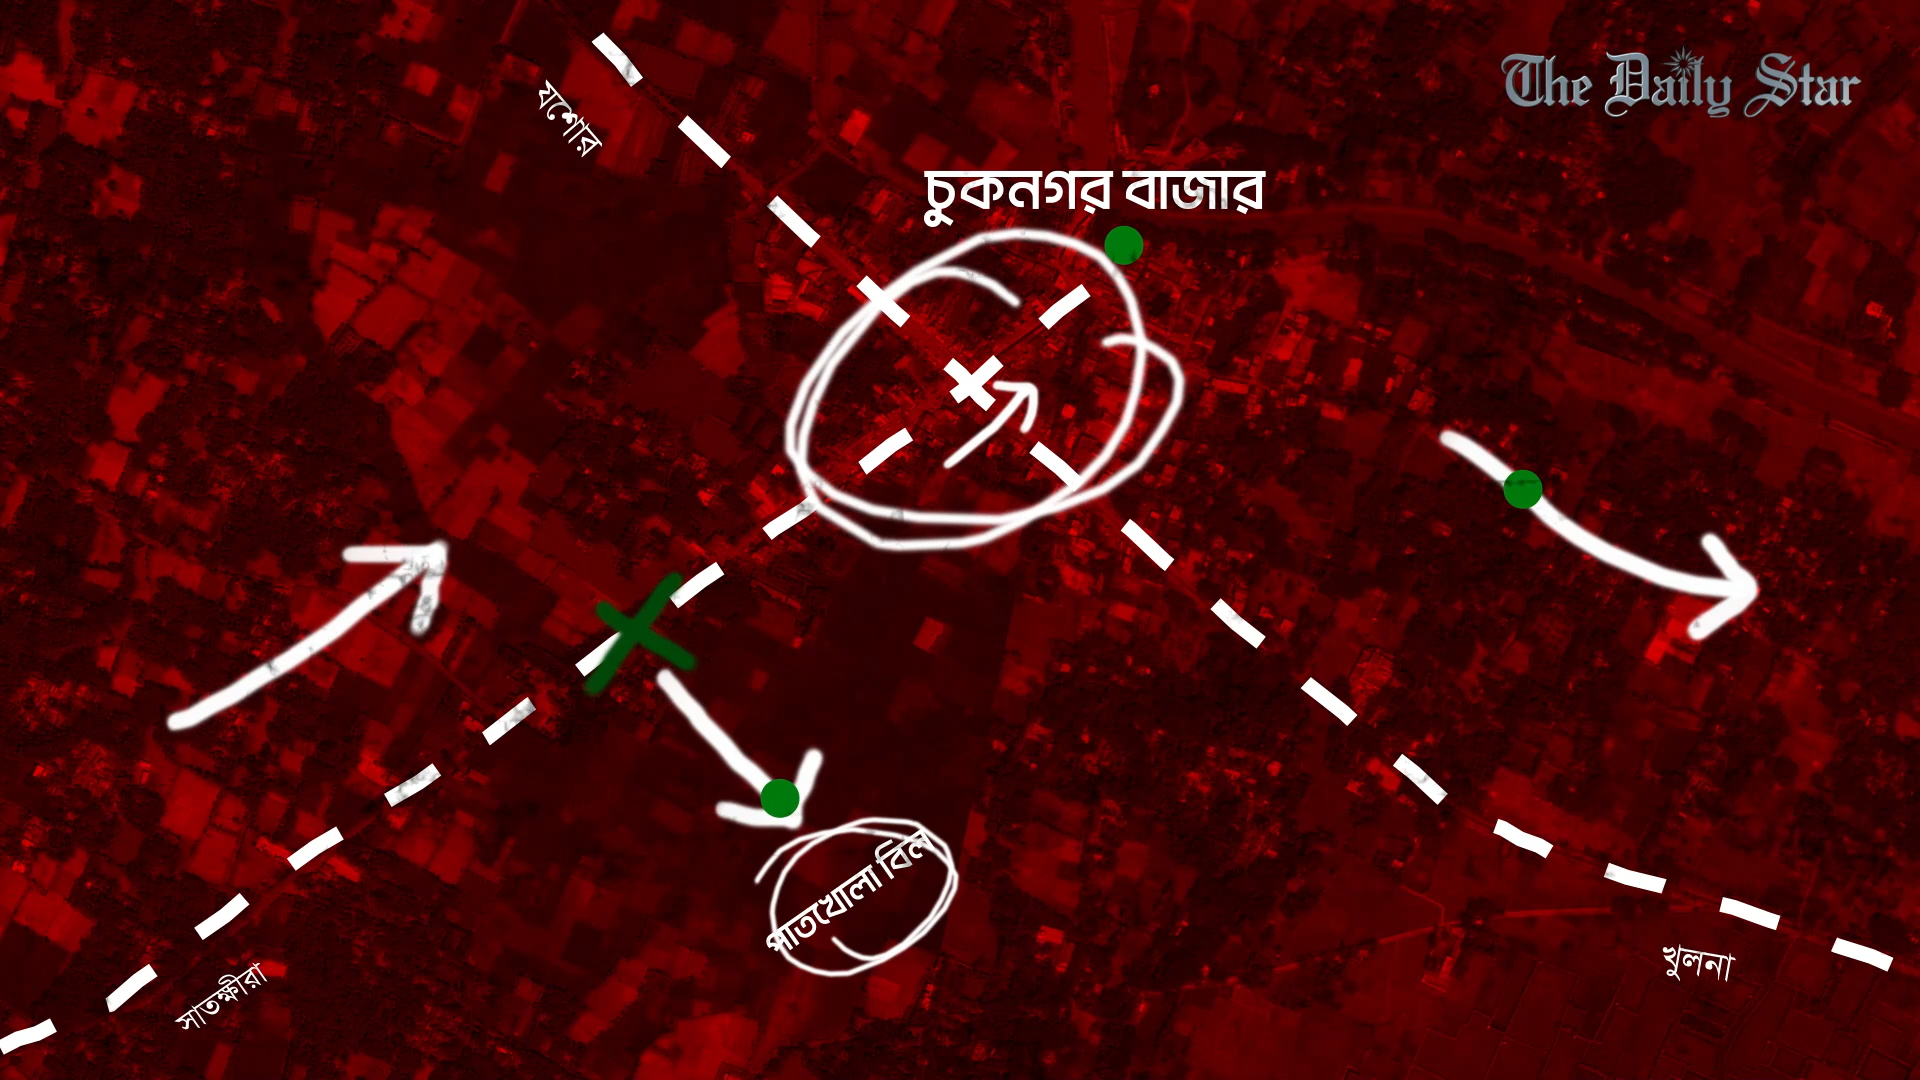 The Daily Star
যশোর
চুকনগর বাজার
পাতখোলা বিল
খুলনা
সাতক্ষীরা